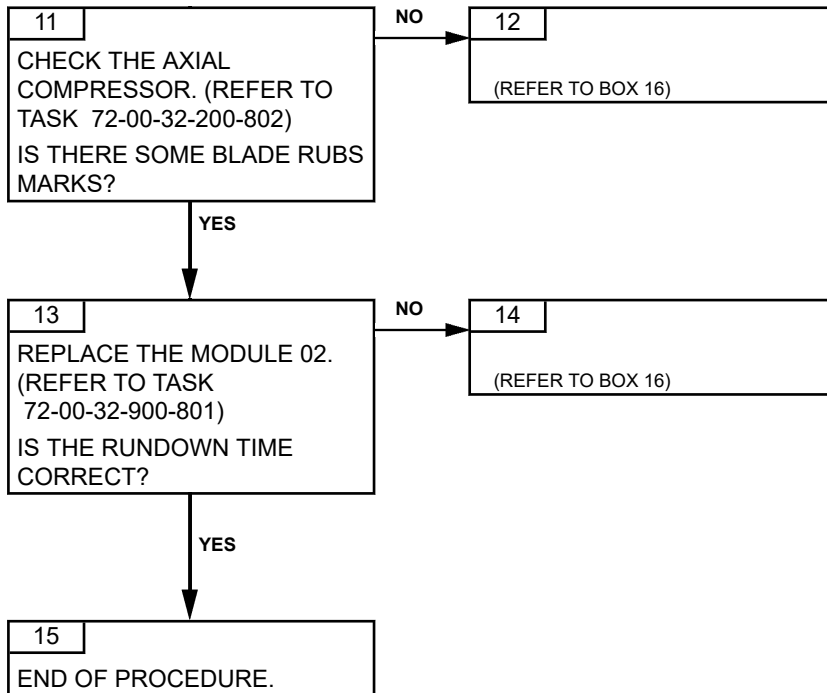 11
CHECK THE AXIAL
COMPRESSOR. (REFER TO
TASK 72-00-32-200-802)
IS THERE SOME BLADE RUBS
MARKS?
NO
12
(REFER TO BOX 16)
YES
13
REPLACE THE MODULE 02.
(REFER TO TASK
72-00-32-900-801)
IS THE RUNDOWN TIME
CORRECT?
NO
14
(REFER TO BOX 16)
YES
15
END OF PROCEDURE.